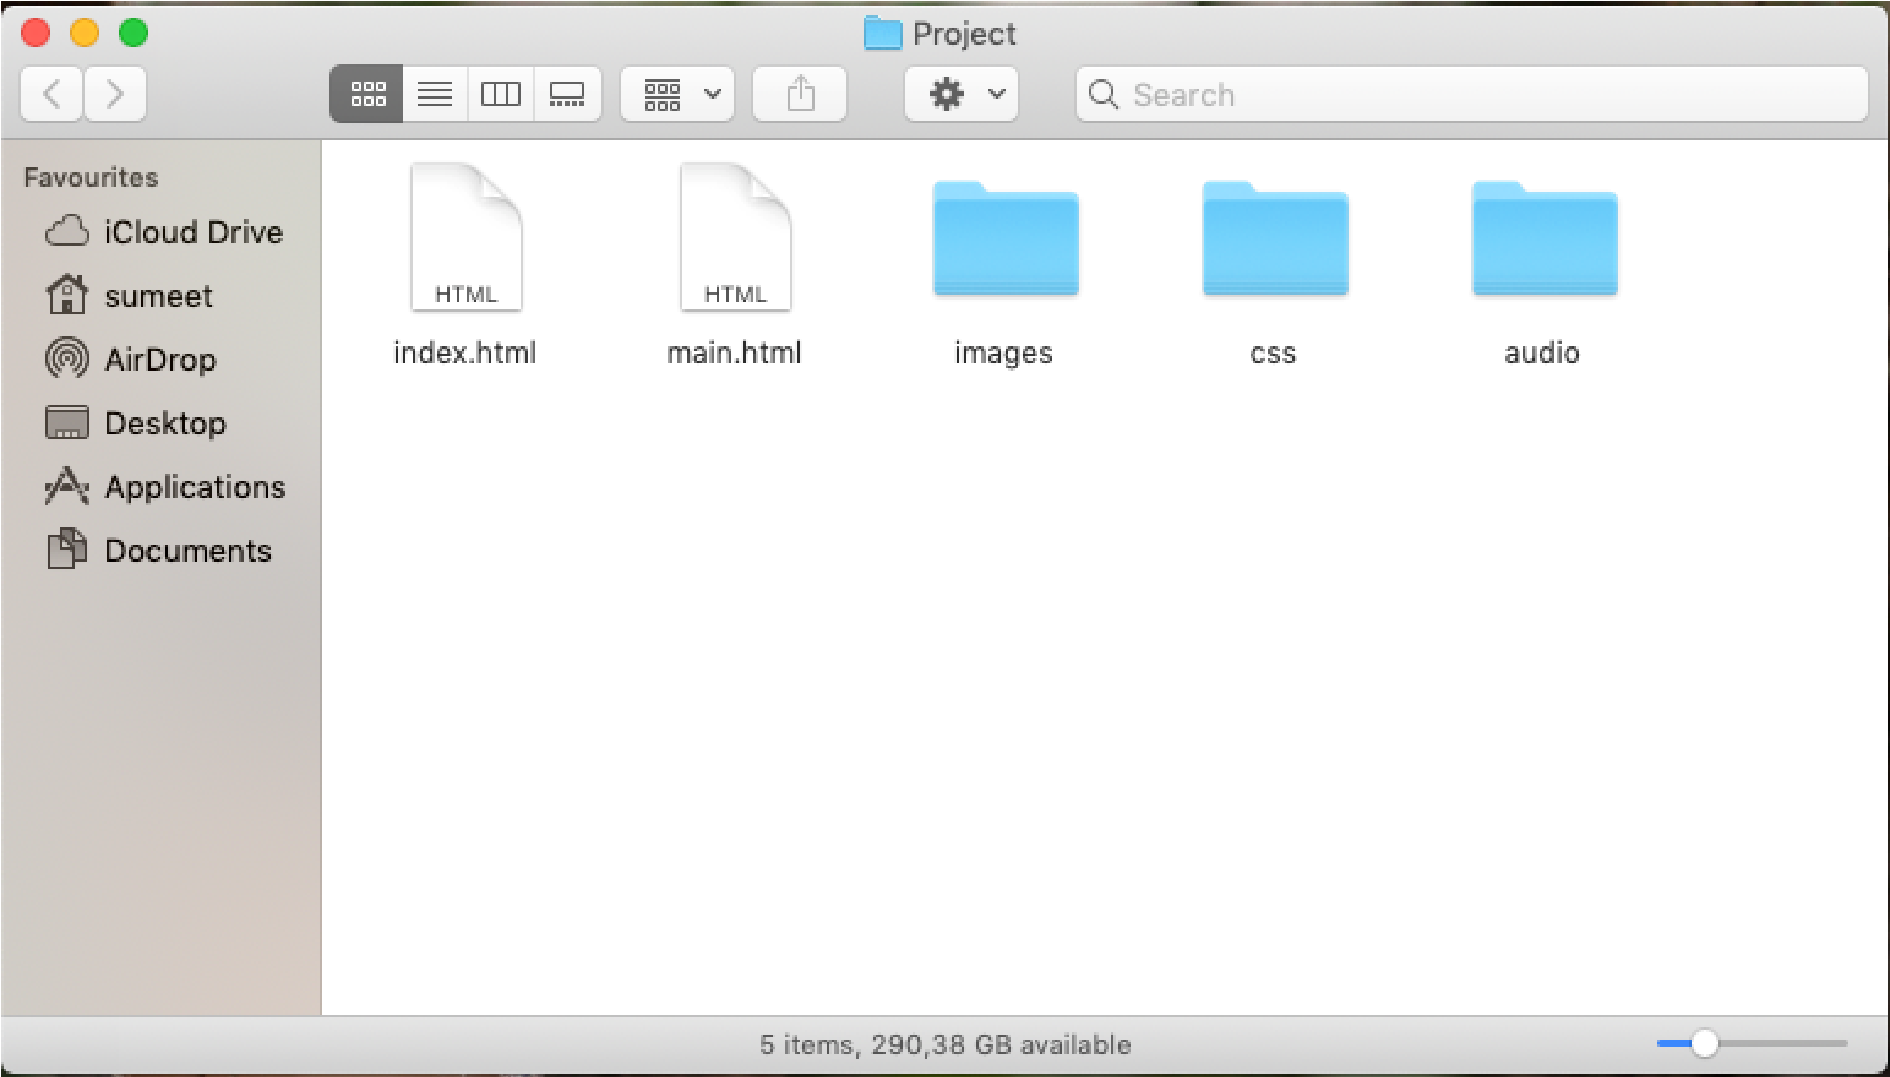 Project
Search
Favourites
iCloud Drive
sumeet
AirDrop
Desktop
Applications
Documents
HTML HTML
index.html main.html images css audio
5 items, 290,38 GB available